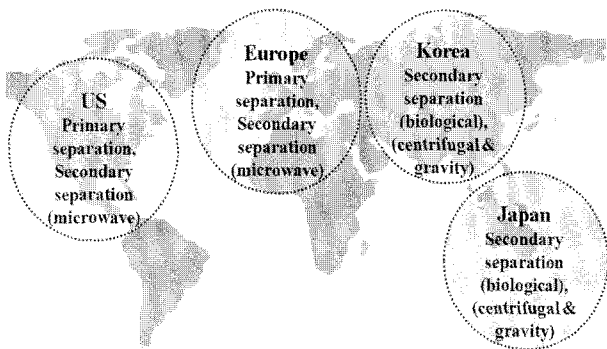 US
Primary
separation,
Secondary
separation
(microwave)
Europe
Primary
separation,
Secondary
separation
(microwave)
Korea
Secondary
separation
(biological),
(centrifugal &
gravity)
Japan
Secondary
separation
(biological),
(centrifugal &
gravity)